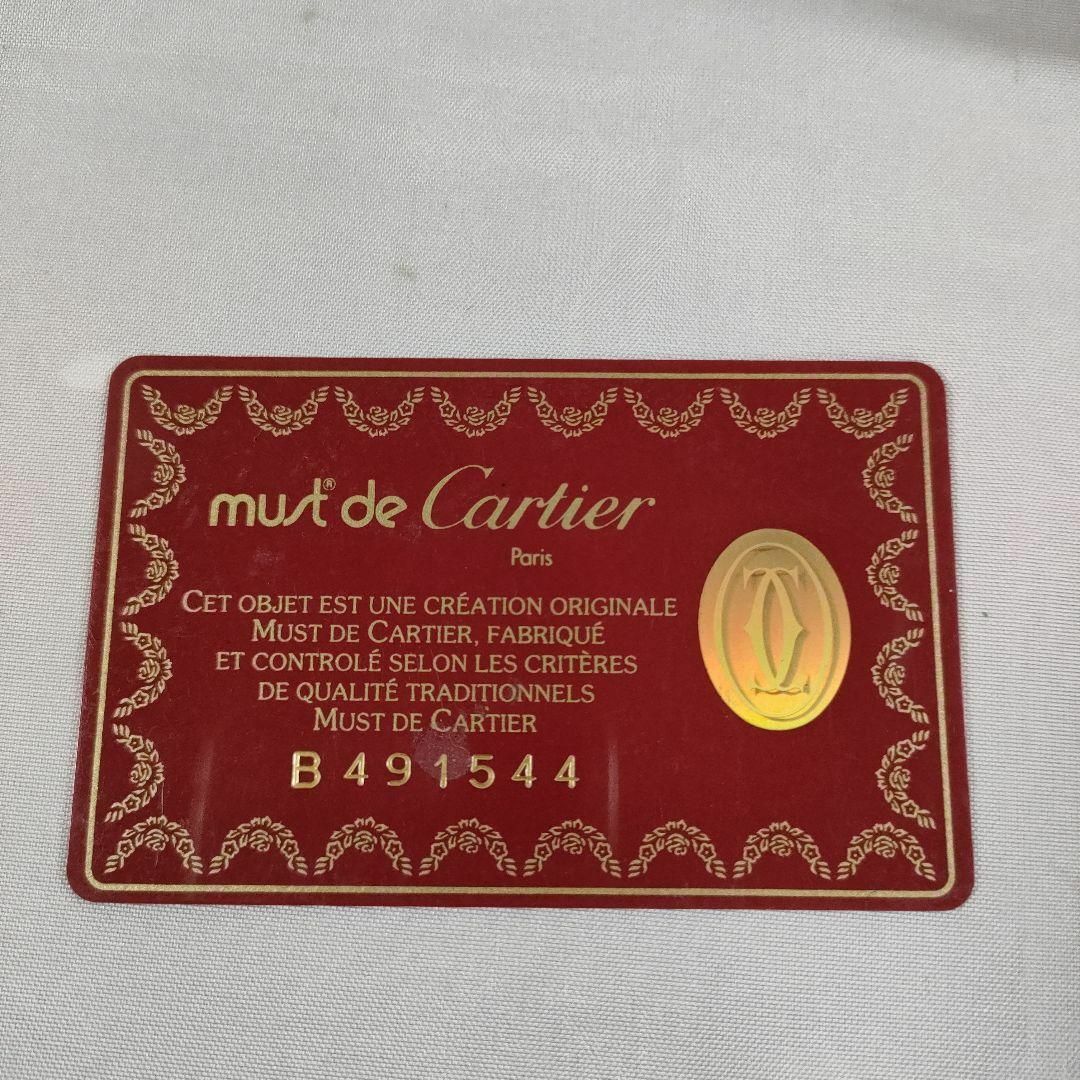 must® de Cartier
Paris
CET OBJET EST UNE CRÉATION ORIGINALE
MUST DE CARTIER, FABRIQUÉ
ET CONTROLÉ SELON LES CRITÈRES
DE QUALITÉ TRADITIONNELS
MUST DE CARTIER
B491544